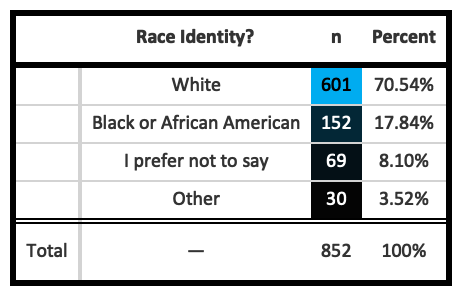 Race Identity? n Percent
White 601 70.54%
Black or African American 152 17.84%
I prefer not to say 69 8.10%
Other 30 3.52%
Total — 852 100%